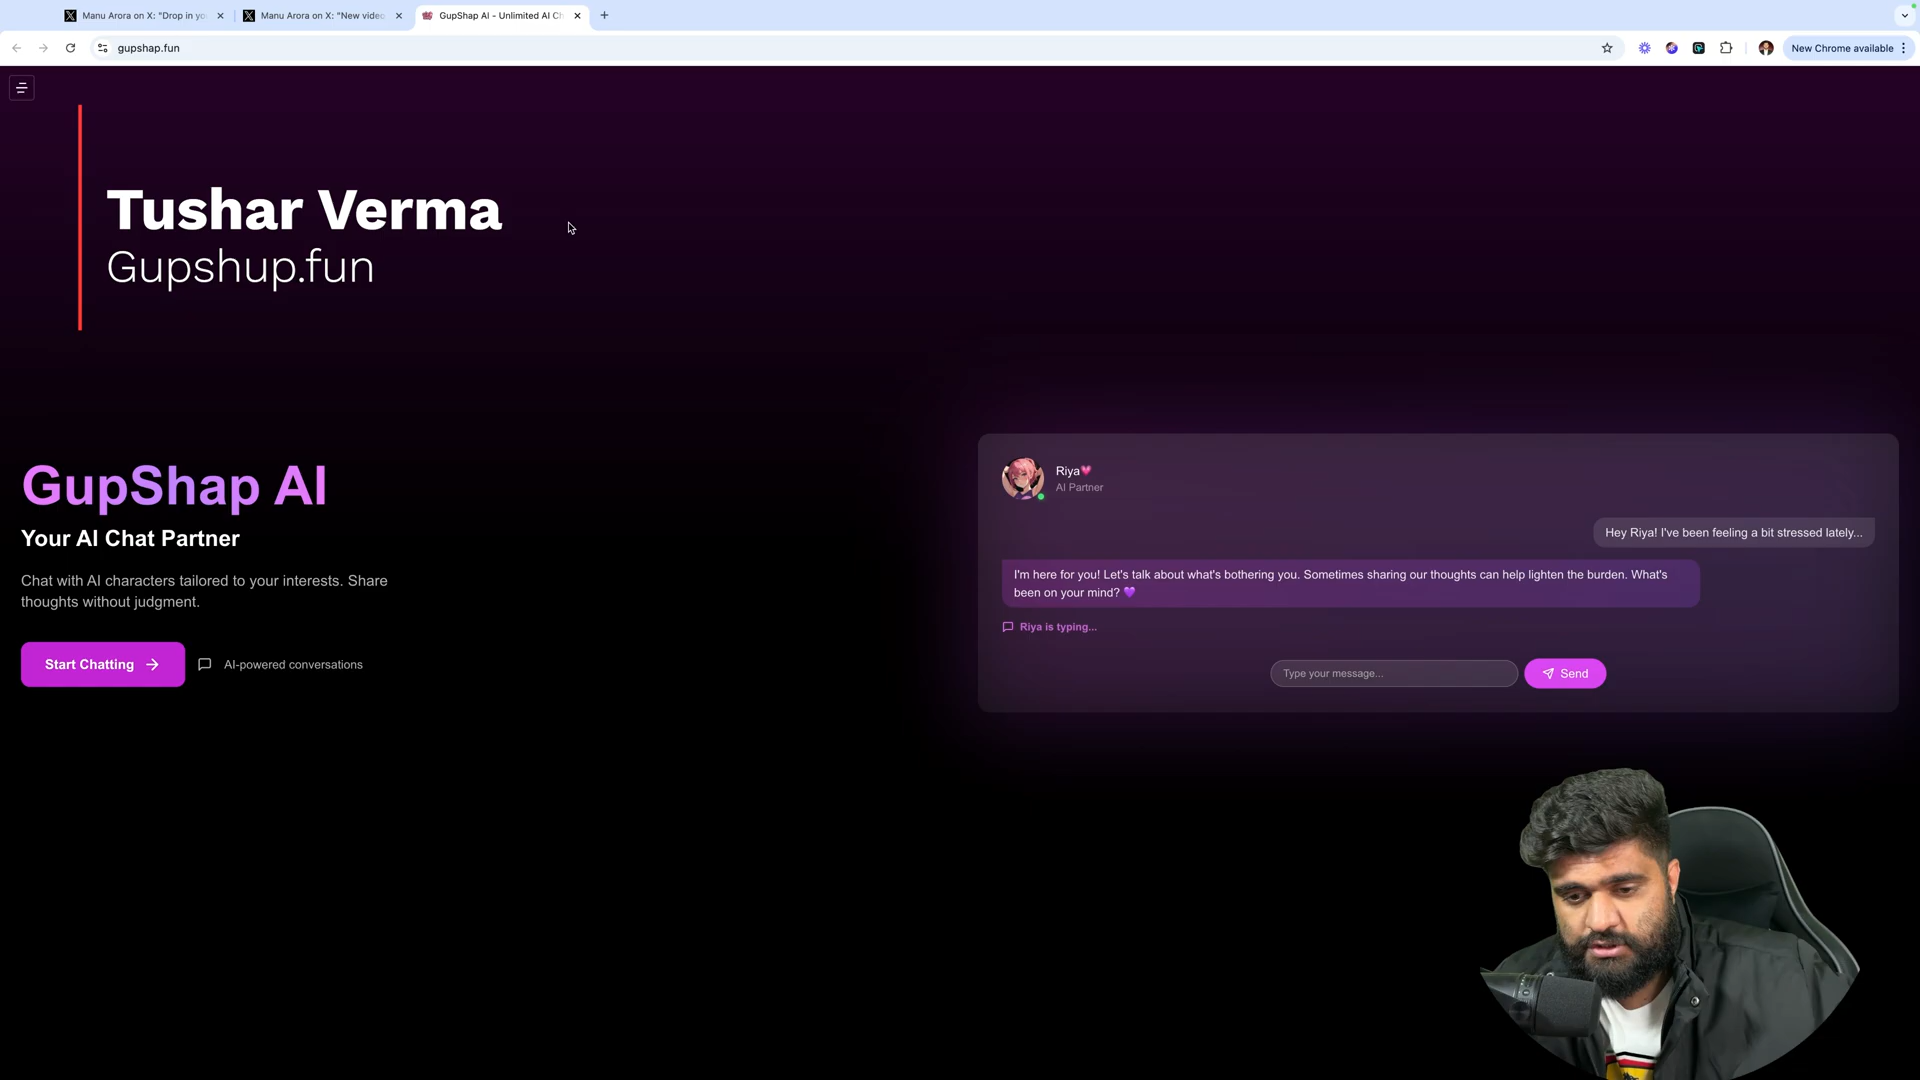 Manu Arora on X: "Drop in yo
Manu Arora on X: "New video
GupShap AI - Unlimited AI Ch
gupshap.fun
New Chrome available
Tushar Verma
Gupshup.fun
GupShap AI
Your AI Chat Partner
Chat with AI characters tailored to your interests. Share
thoughts without judgment.
Start Chatting
AI-powered conversations
Riya💗
AI Partner
Hey Riya! I've been feeling a bit stressed lately...
I'm here for you! Let's talk about what's bothering you. Sometimes sharing our thoughts can help lighten the burden. What's
been on your mind? 💜
Riya is typing...
Type your message...
Send